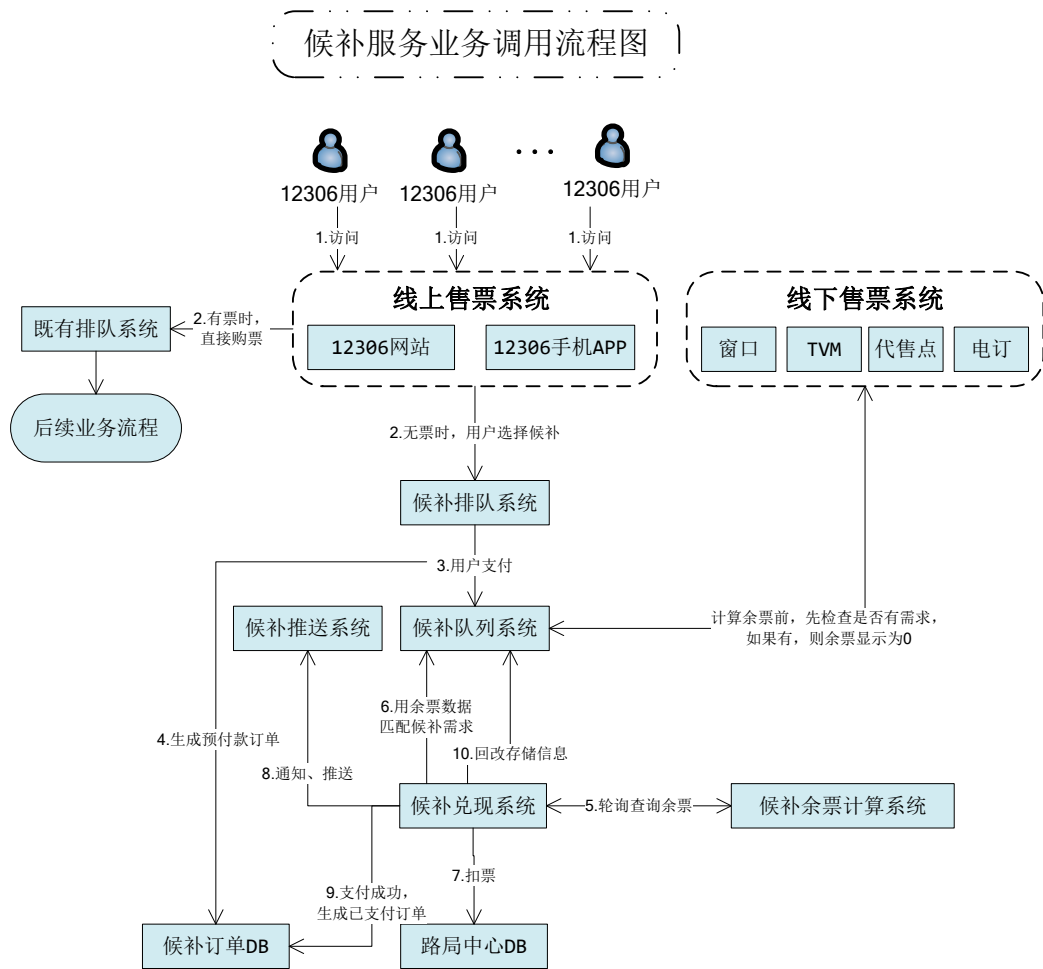 候补服务业务调用流程图
12306用户
12306用户
...
12306用户
1.访问
1.访问
1.访问
线上售票系统
线下售票系统
既有排队系统
2.有票时,
直接购票
12306网站
12306手机APP
窗口
TVM
代售点
电订
后续业务流程
2.无票时，用户选择候补
候补排队系统
3.用户支付
候补推送系统
候补队列系统
计算余票前，先检查是否有需求，
如果有，则余票显示为0
6.用余票数据
匹配候补需求
4.生成预付款订单
10.回改存储信息
8.通知、推送
候补兑现系统
5.轮询查询余票
候补余票计算系统
7.扣票
9.支付成功，
生成已支付订单
候补订单DB
路局中心DB